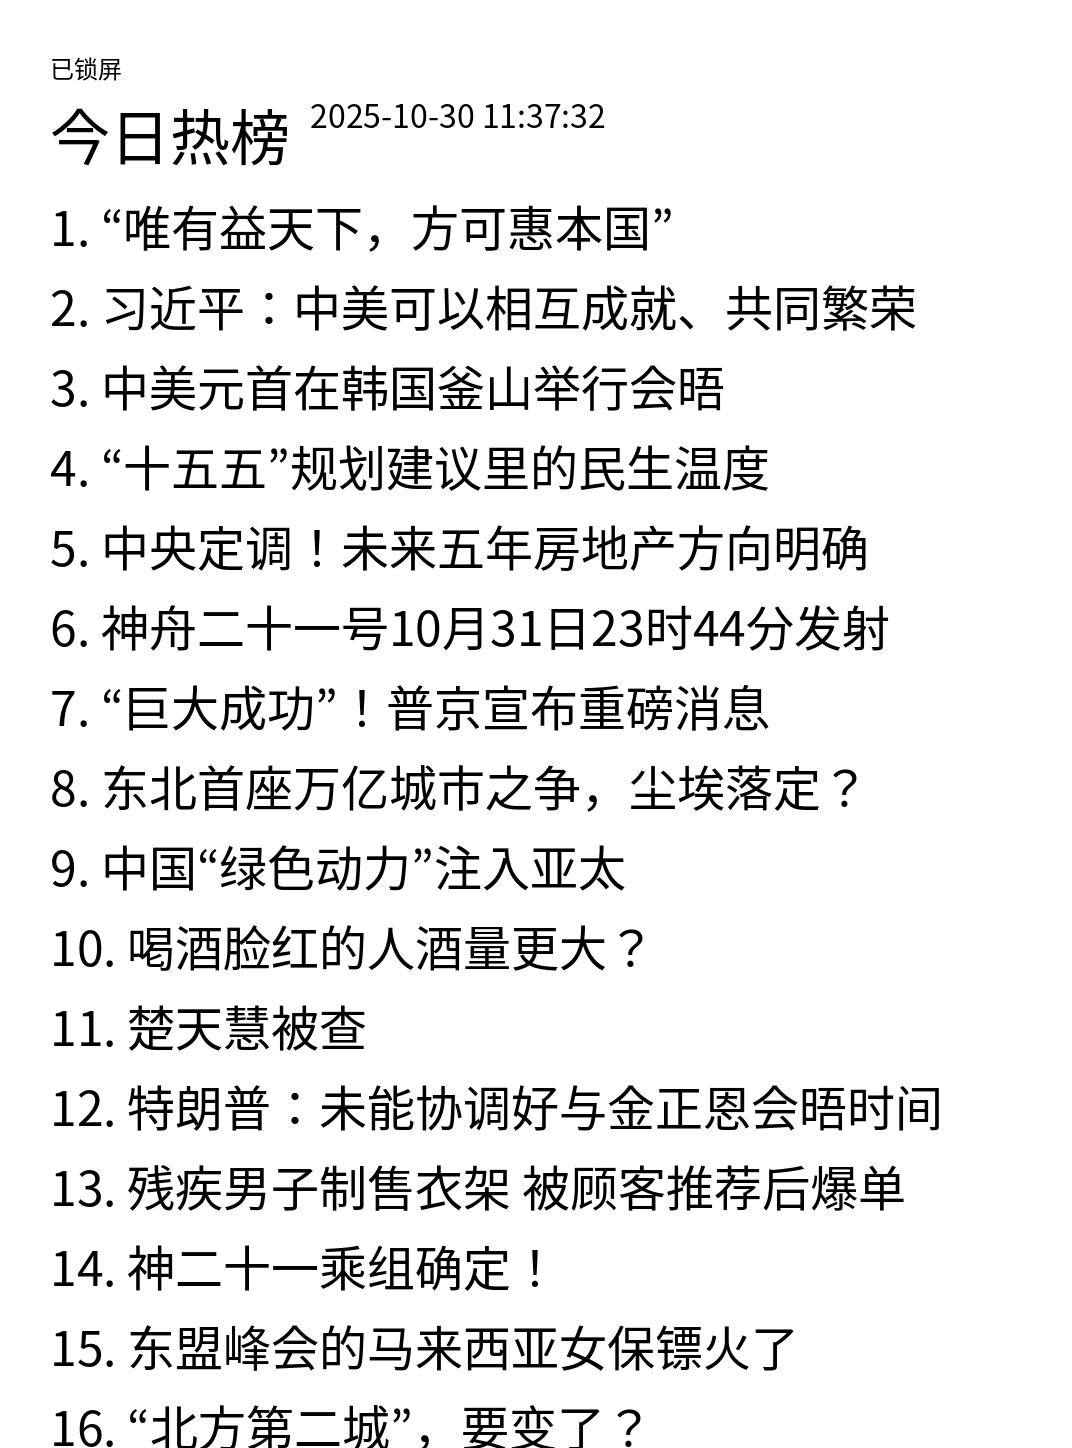 已锁屏
今日热榜 2025-10-30 11:37:32
1. “唯有益天下，方可惠本国”
2. 习近平：中美可以相互成就、共同繁荣
3. 中美元首在韩国釜山举行会晤
4. “十五五”规划建议里的民生温度
5. 中央定调！未来五年房地产方向明确
6. 神舟二十一号10月31日23时44分发射
7. “巨大成功”！普京宣布重磅消息
8. 东北首座万亿城市之争，尘埃落定？
9. 中国“绿色动力”注入亚太
10. 喝酒脸红的人酒量更大？
11. 楚天慧被查
12. 特朗普：未能协调好与金正恩会晤时间
13. 残疾男子制售衣架 被顾客推荐后爆单
14. 神二十一乘组确定！
15. 东盟峰会的马来西亚女保镖火了
16. “北方第二城”，要变了？